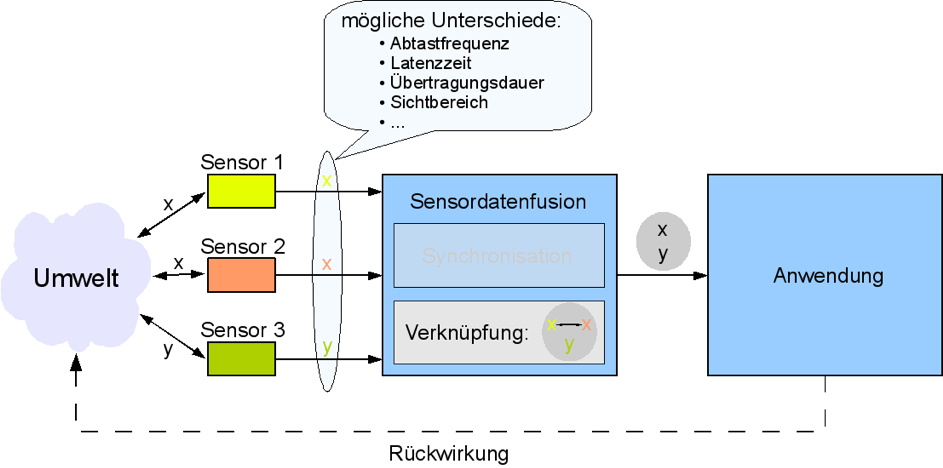 mögliche Unterschiede:
• Abtastfrequenz
• Latenzzeit
• Übertragungsdauer
• Sichtbereich
• ...
Sensor 1
x
x
Sensor 2
x
x
Sensor 3
y
y
Umwelt
Sensordatenfusion
Synchronisation
Verknüpfung:
x x
y
x
y
Anwendung
Rückwirkung